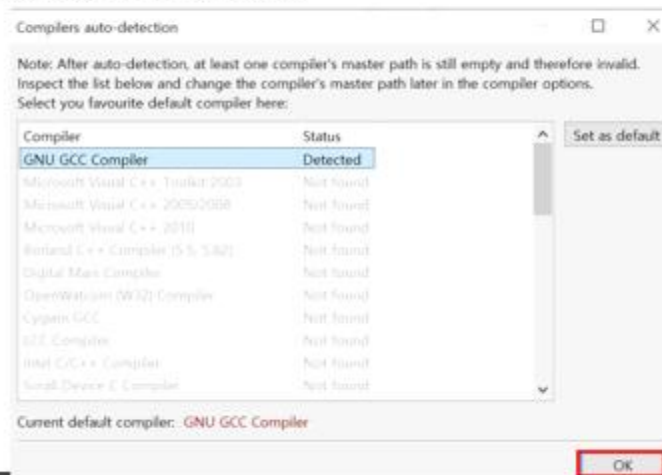 Compilers auto-detection
Note: After auto-detection, at least one compiler's master path is still empty and therefore invalid.
Inspect the list below and change the compiler's master path later in the compiler options.
Select you favourite default compiler here:
Compiler Status
Set as default
GNU GCC Compiler Detected
Microsoft Visual C++ Toolkit 2003 Not found
Microsoft Visual C++ 2005/2008 Not found
Microsoft Visual C++ 2010 Not found
Borland C++ Compiler (5.5, 5.82) Not found
Digital Mars Compiler Not found
OpenWatcom (W32) Compiler Not found
Cygwin GCC Not found
LCC Compiler Not found
Intel C/C++ Compiler Not found
Small Device C Compiler Not found
Current default compiler: GNU GCC Compiler
OK